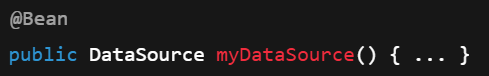 @Bean
public DataSource myDataSource() { ... }